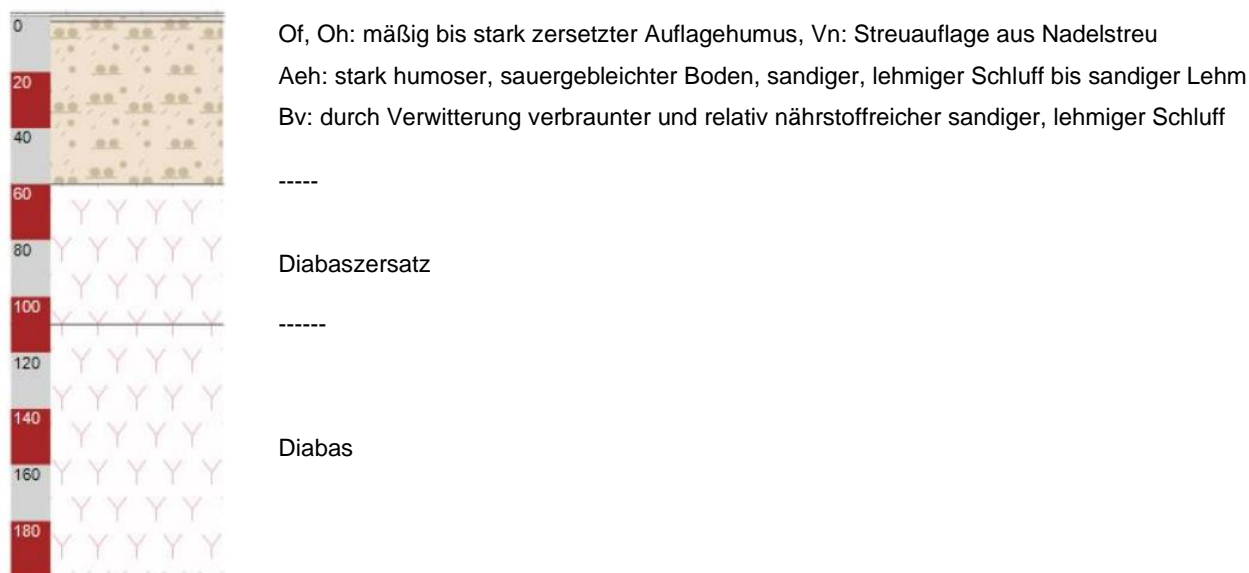 0
Of, Oh: mäßig bis stark zersetzter Auflagehumus, Vn: Streuauflage aus Nadelstreu
20
Aeh: stark humoser, sauergebleichter Boden, sandiger, lehmiger Schluff bis sandiger Lehm
Bv: durch Verwitterung verbraunter und relativ nährstoffreicher sandiger, lehmiger Schluff
40
-----
60
80
Diabaszersatz
100
------
120
140
Diabas
160
180